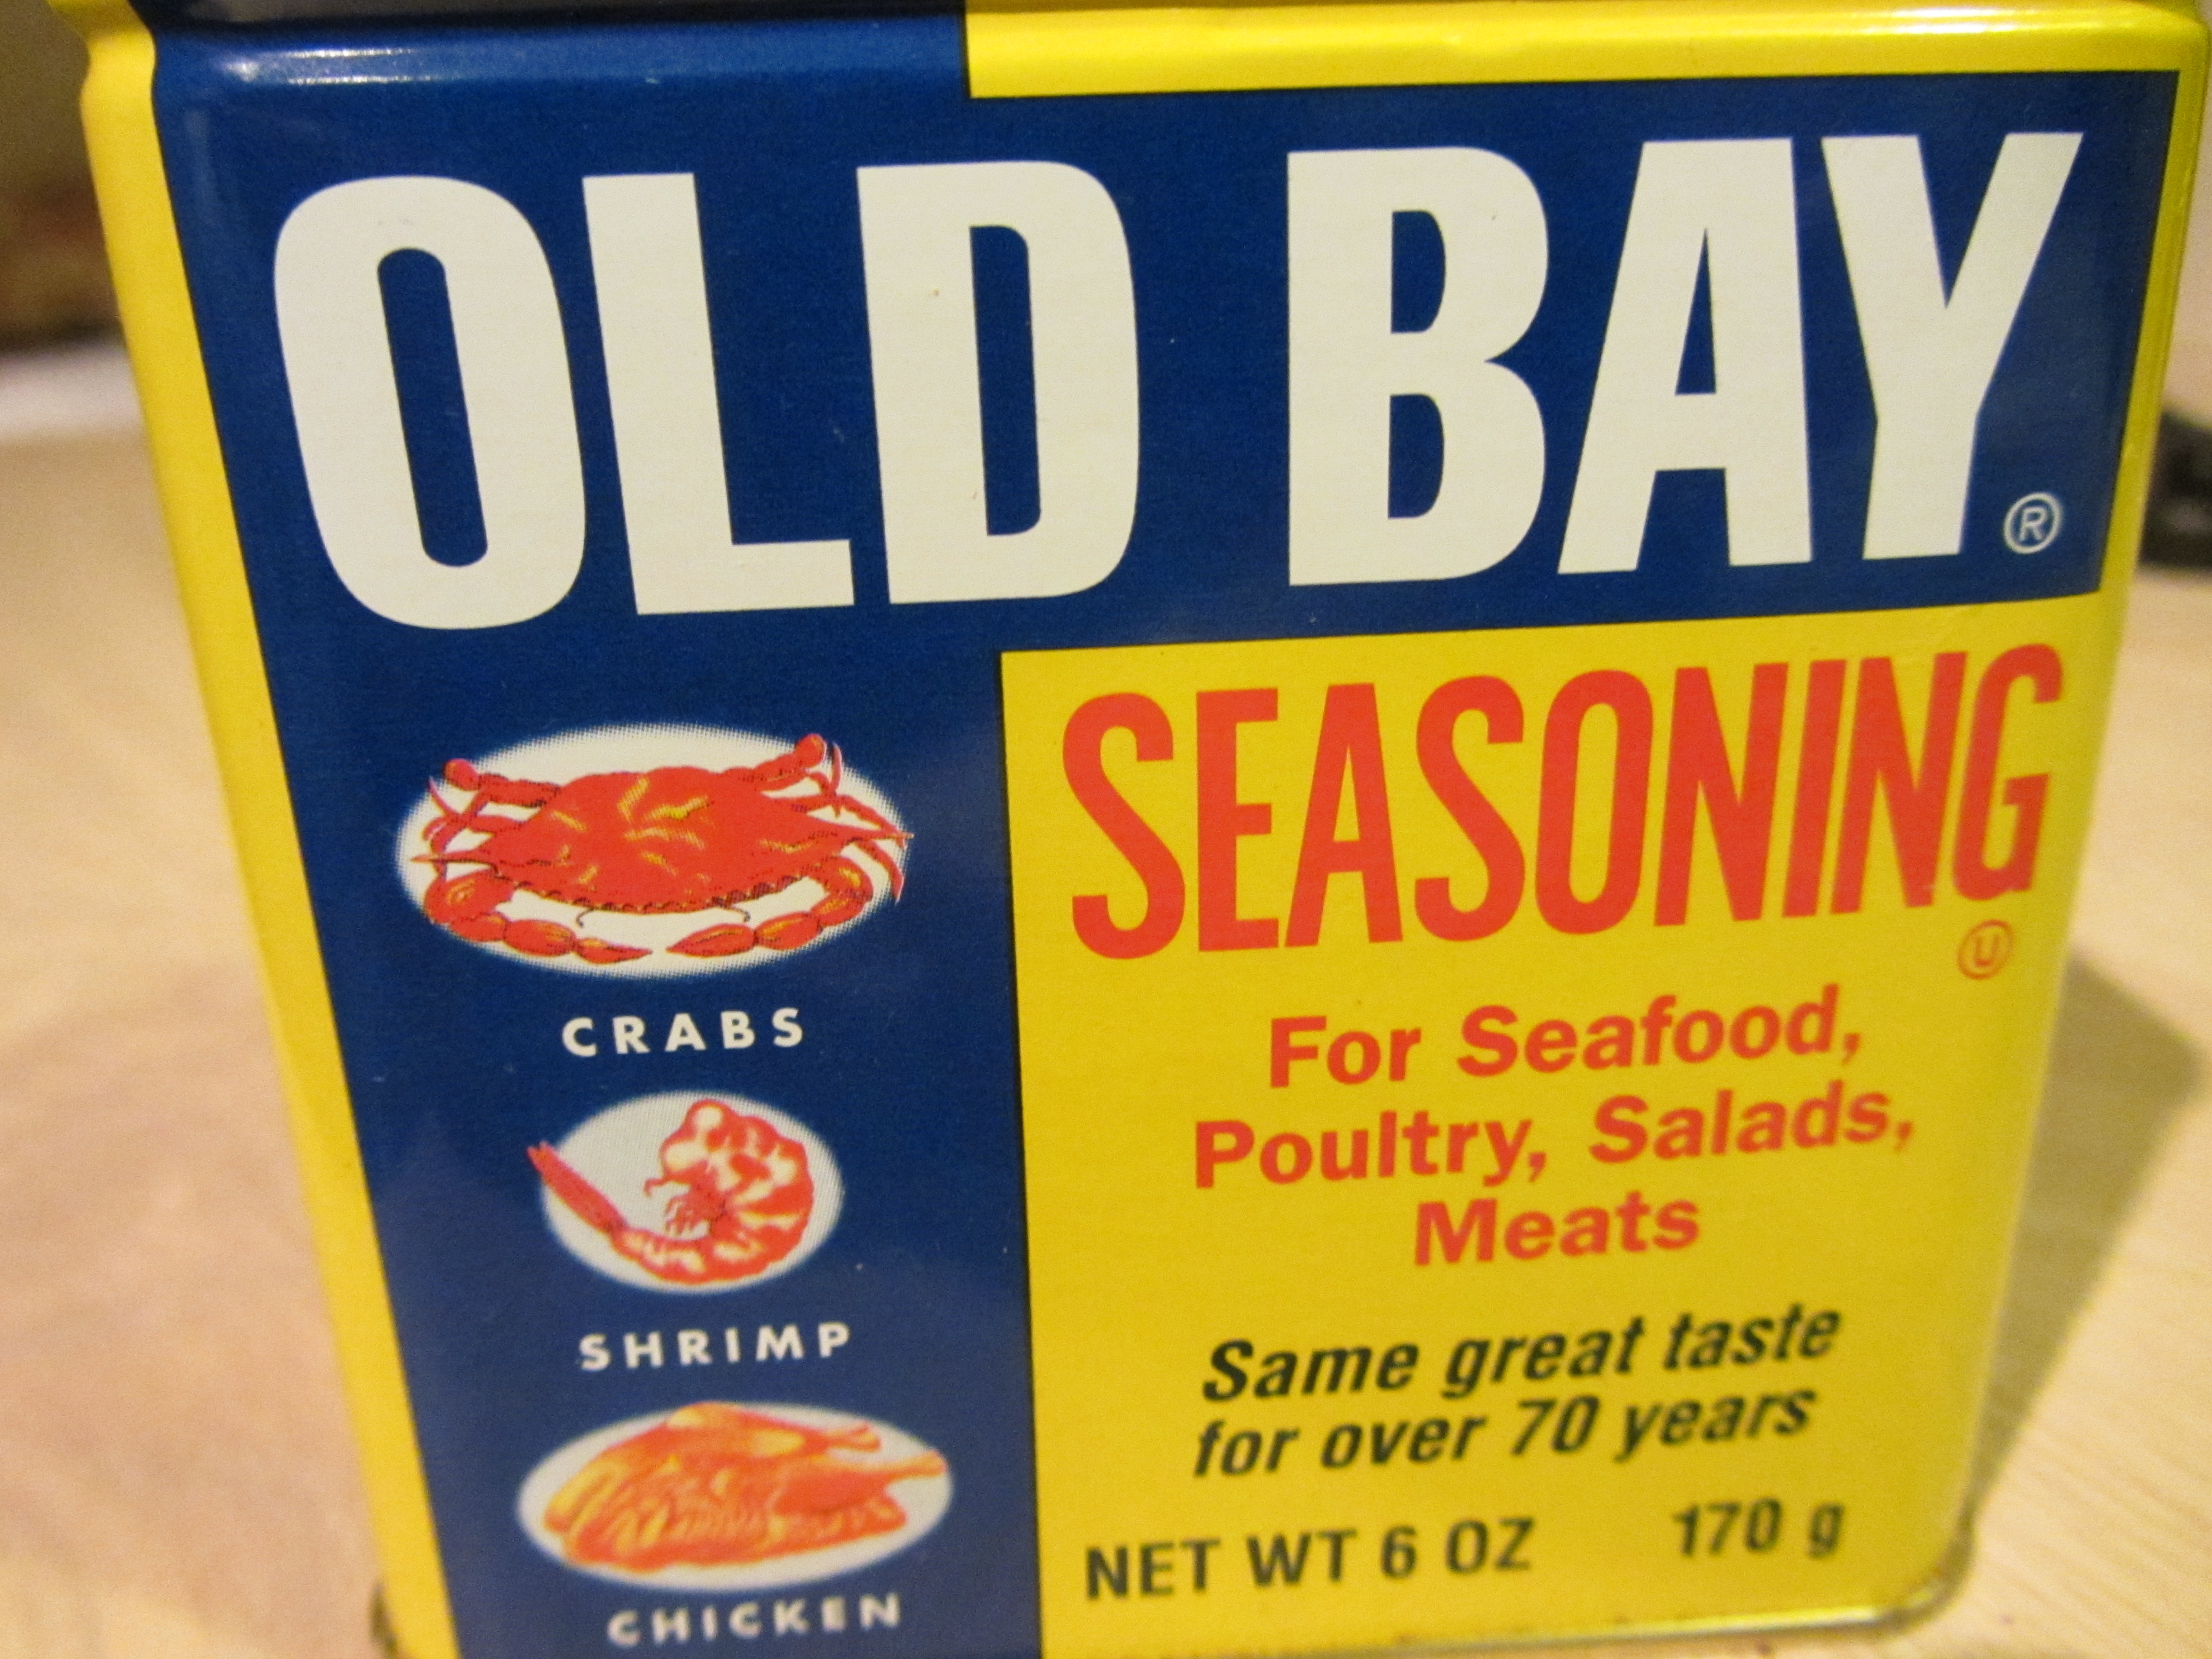 OLD BAY®
SEASONING
Ⓤ
For Seafood,
Poultry, Salads,
Meats
Same great taste
for over 70 years
NET WT 6 OZ 170 g
CRABS
SHRIMP
CHICKEN